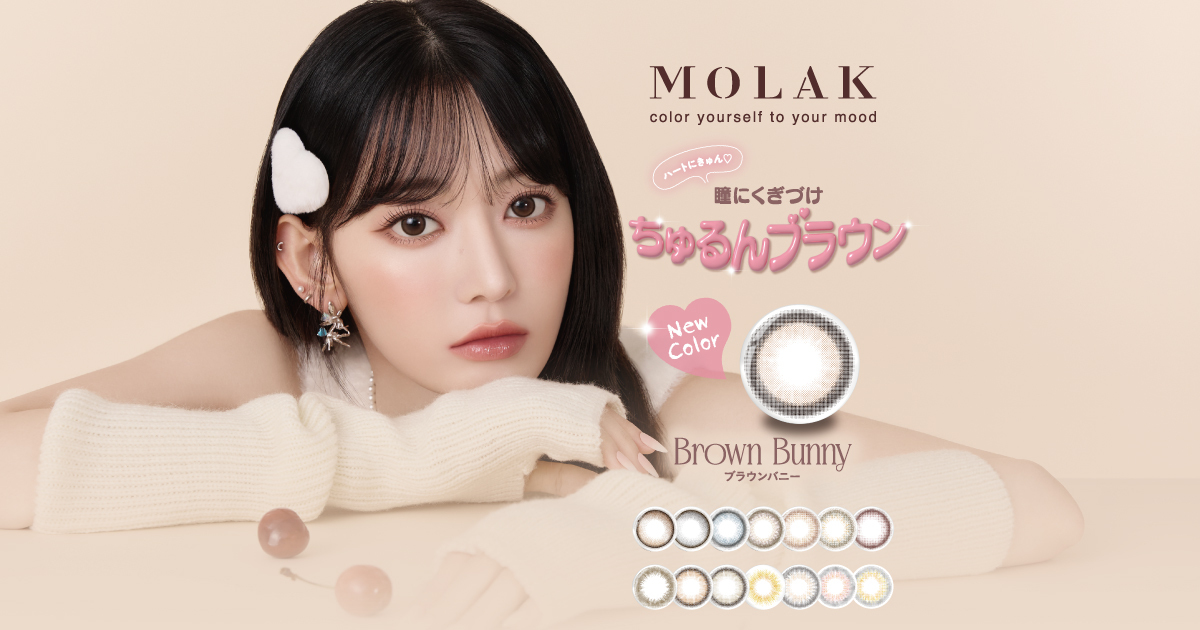 MOLAK
color yourself to your mood
ハートにきゅん♡
瞳にくぎづけ
ちゅるんブラウン
New
Color
Brown Bunny
ブラウンバニー